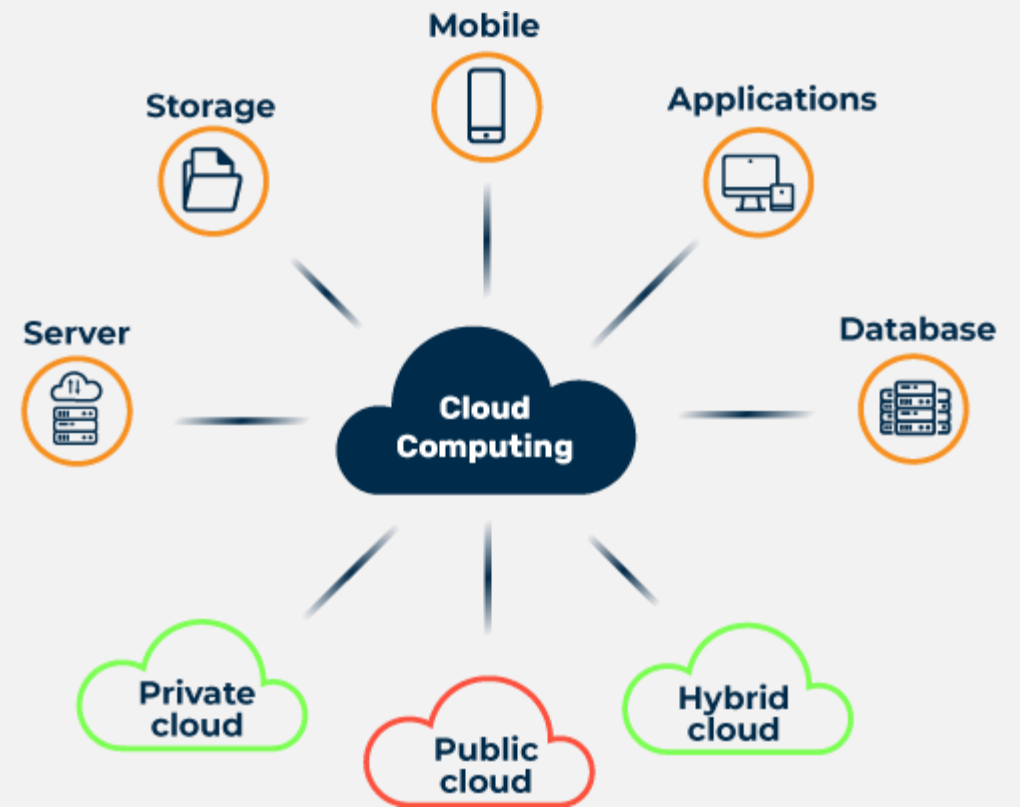 Mobile
Storage
Applications
Server
Database
Cloud
Computing
Private
cloud
Public
cloud
Hybrid
cloud